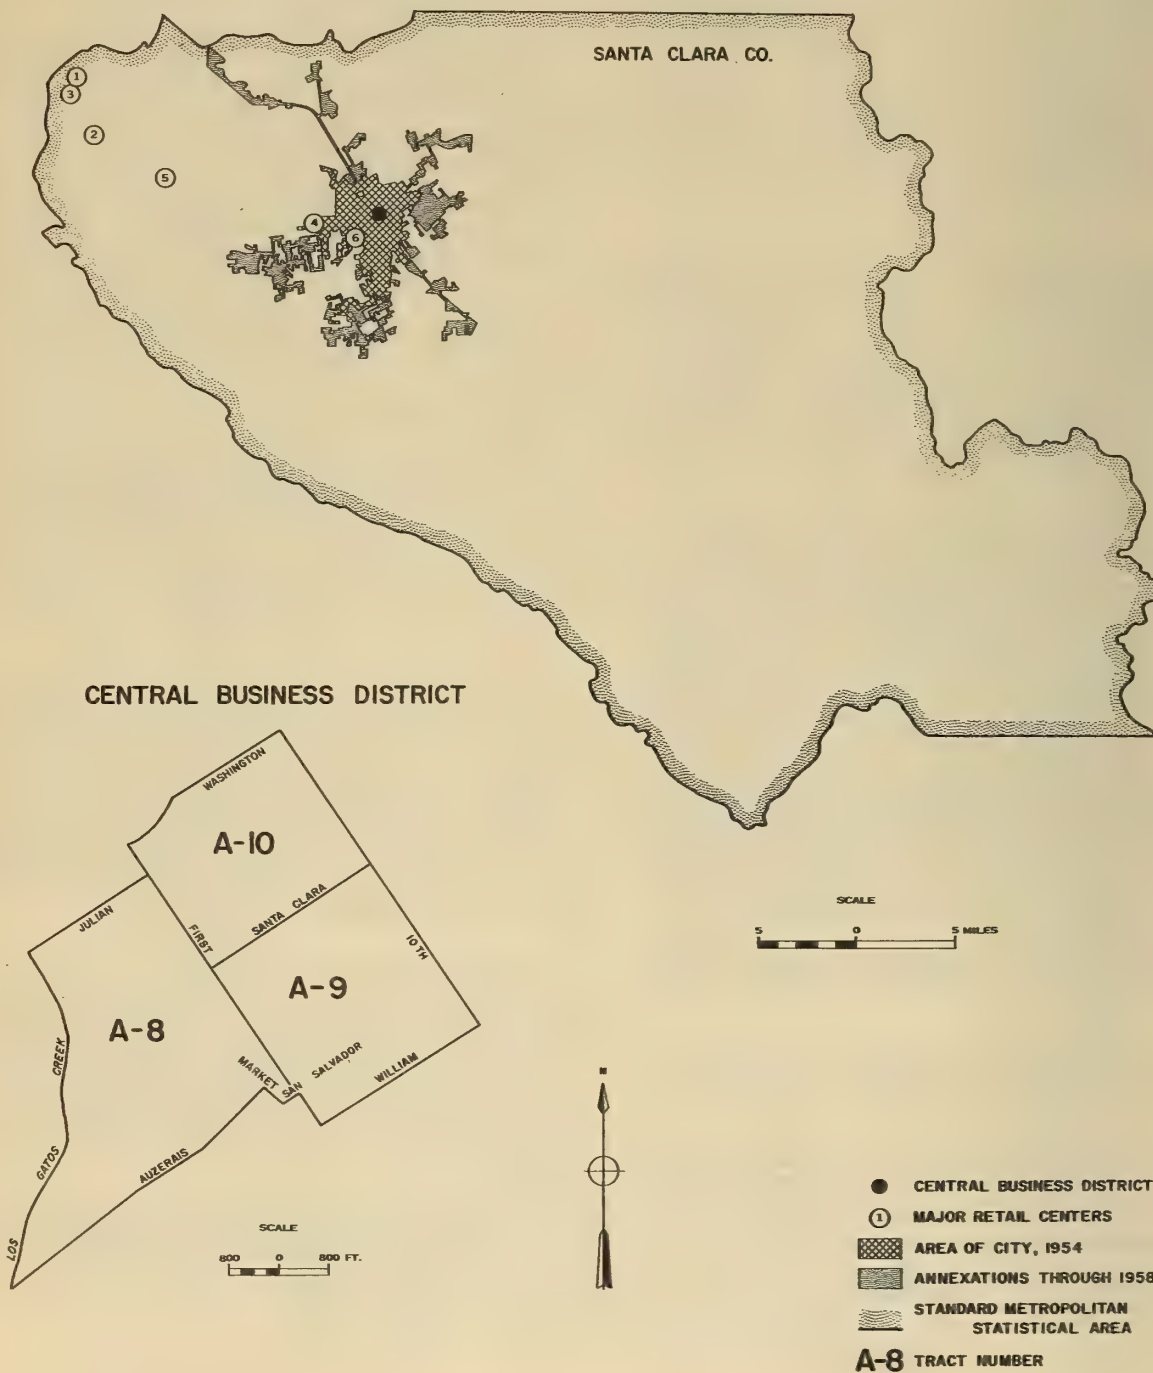 SANTA CLARA CO.
1
3
2
5
4
6
CENTRAL BUSINESS DISTRICT
WASHINGTON
A-10
JULIAN
FIRST
SANTA CLARA
10 TH
A-9
A-8
CREEK
GATOS
LOS
MARKET
SAN SALVADOR
WILLIAM
AUZERAIS
SCALE
800 0 800 FT.
SCALE
5 0 5 MILES
N
CENTRAL BUSINESS DISTRICT
1 MAJOR RETAIL CENTERS
AREA OF CITY, 1954
ANNEXATIONS THROUGH 1958
STANDARD METROPOLITAN
STATISTICAL AREA
A-8 TRACT NUMBER